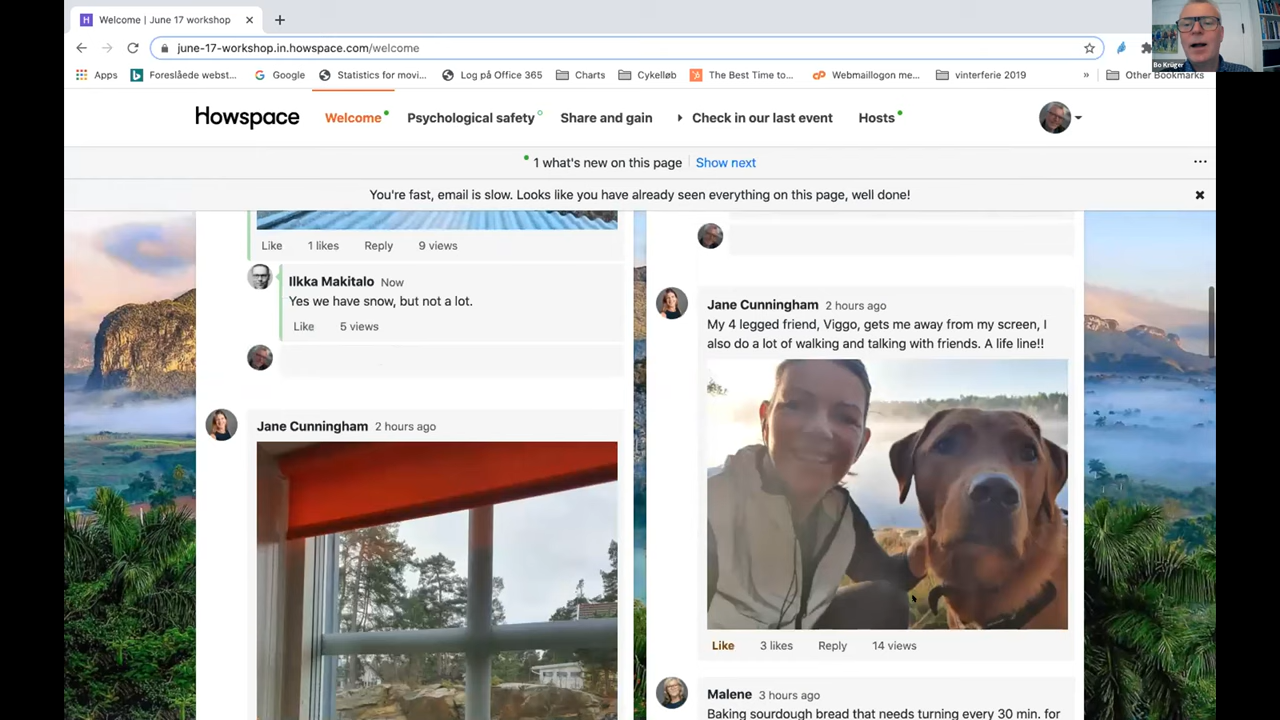 Welcome | June 17 workshop
june-17-workshop.in.howspace.com/welcome
Apps
Foreslåede webst...
Google
Statistics for movi...
Log på Office 365
Charts
Cykelløb
The Best Time to...
Webmaillogon me...
vinterferie 2019
»
Other Bookmarks
Bo Krüger
Howspace
Welcome
Psychological safety
Share and gain
Check in our last event
Hosts
1 what's new on this page
Show next
You're fast, email is slow. Looks like you have already seen everything on this page, well done!
Like 1 likes Reply 9 views
Ilkka Makitalo Now
Yes we have snow, but not a lot.
Like 5 views
Jane Cunningham 2 hours ago
Jane Cunningham 2 hours ago
My 4 legged friend, Viggo, gets me away from my screen, I
also do a lot of walking and talking with friends. A life line!!
Like 3 likes Reply 14 views
Malene 3 hours ago
Baking sourdough bread that needs turning every 30 min. for